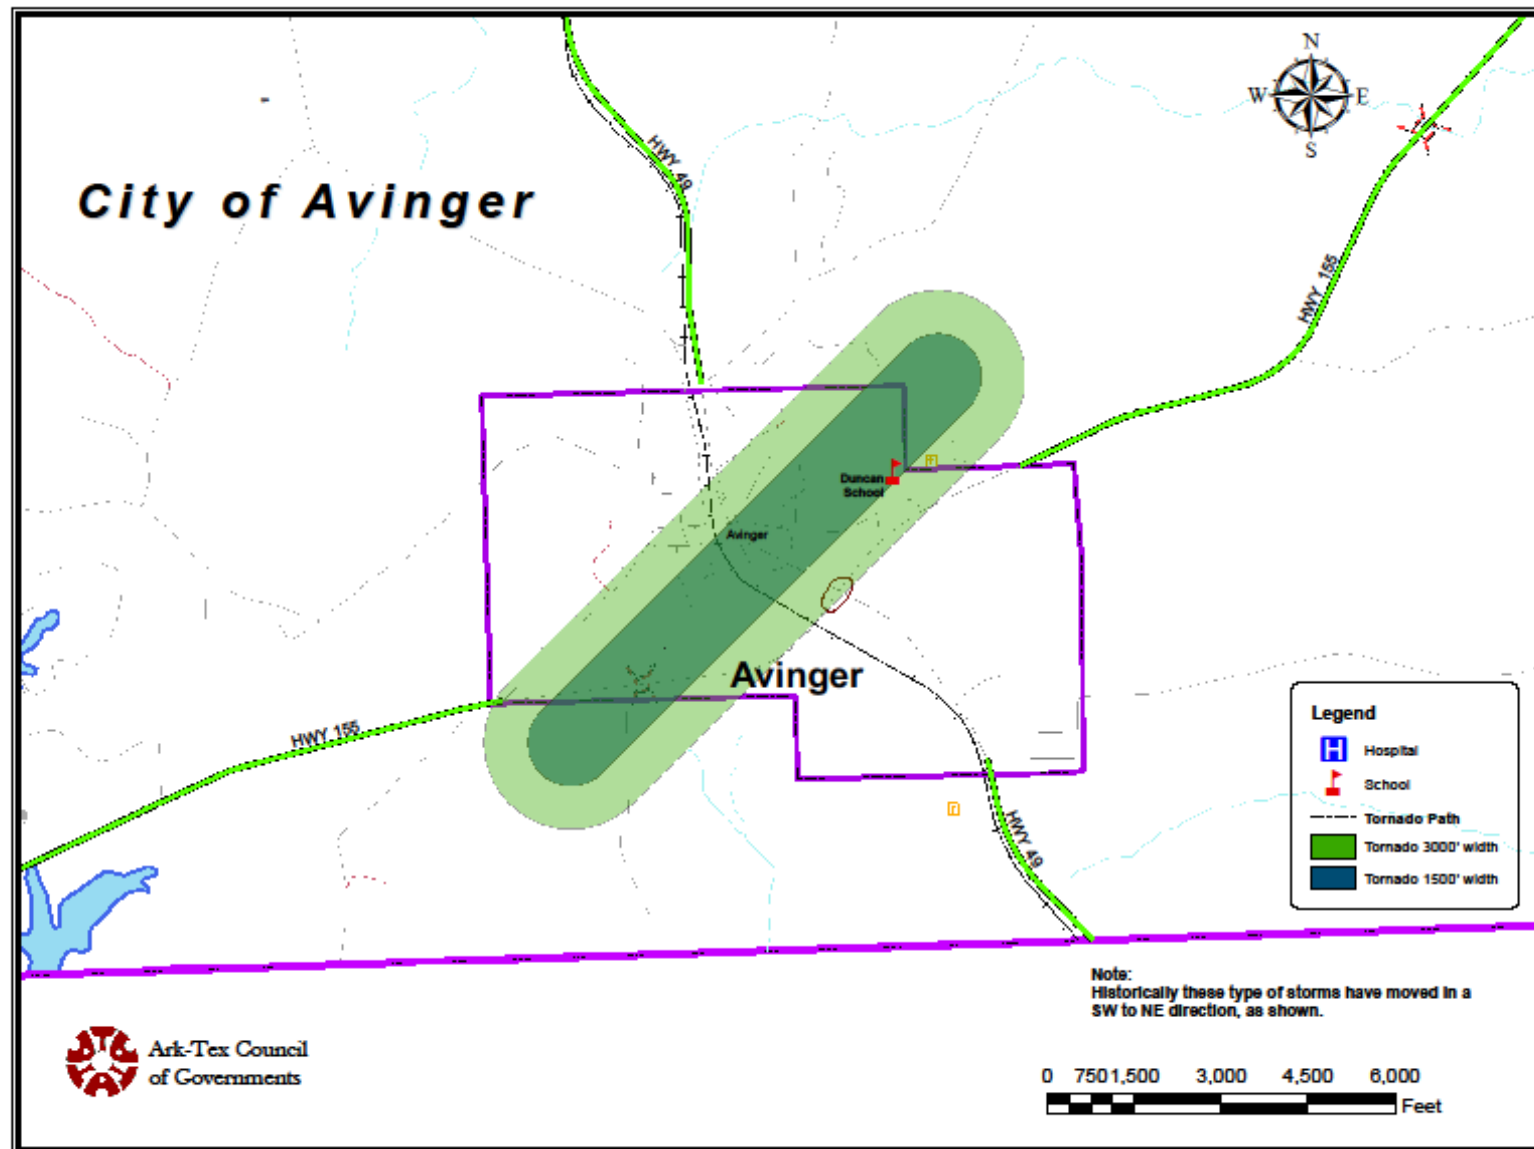 N
W E
S
City of Avinger
HWY 49
HWY 155
Duncan
School
Avinger
Avinger
HWY 155
HWY 49
Legend
H Hospital
School
Tornado Path
Tornado 3000' width
Tornado 1500' width
Note:
Historically these type of storms have moved in a
SW to NE direction, as shown.
Ark-Tex Council
of Governments
0 750 1,500 3,000 4,500 6,000
Feet